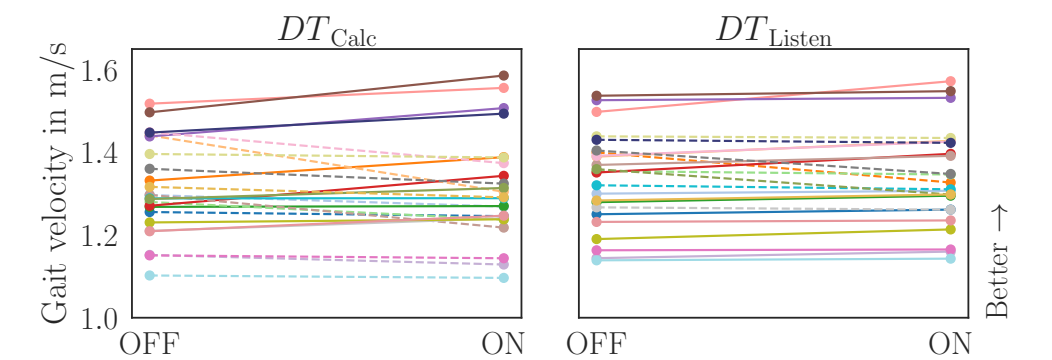 DT_Calc
DT_Listen
Gait velocity in m/s
1.6
1.4
1.2
1.0
OFF
ON
OFF
ON
Better →